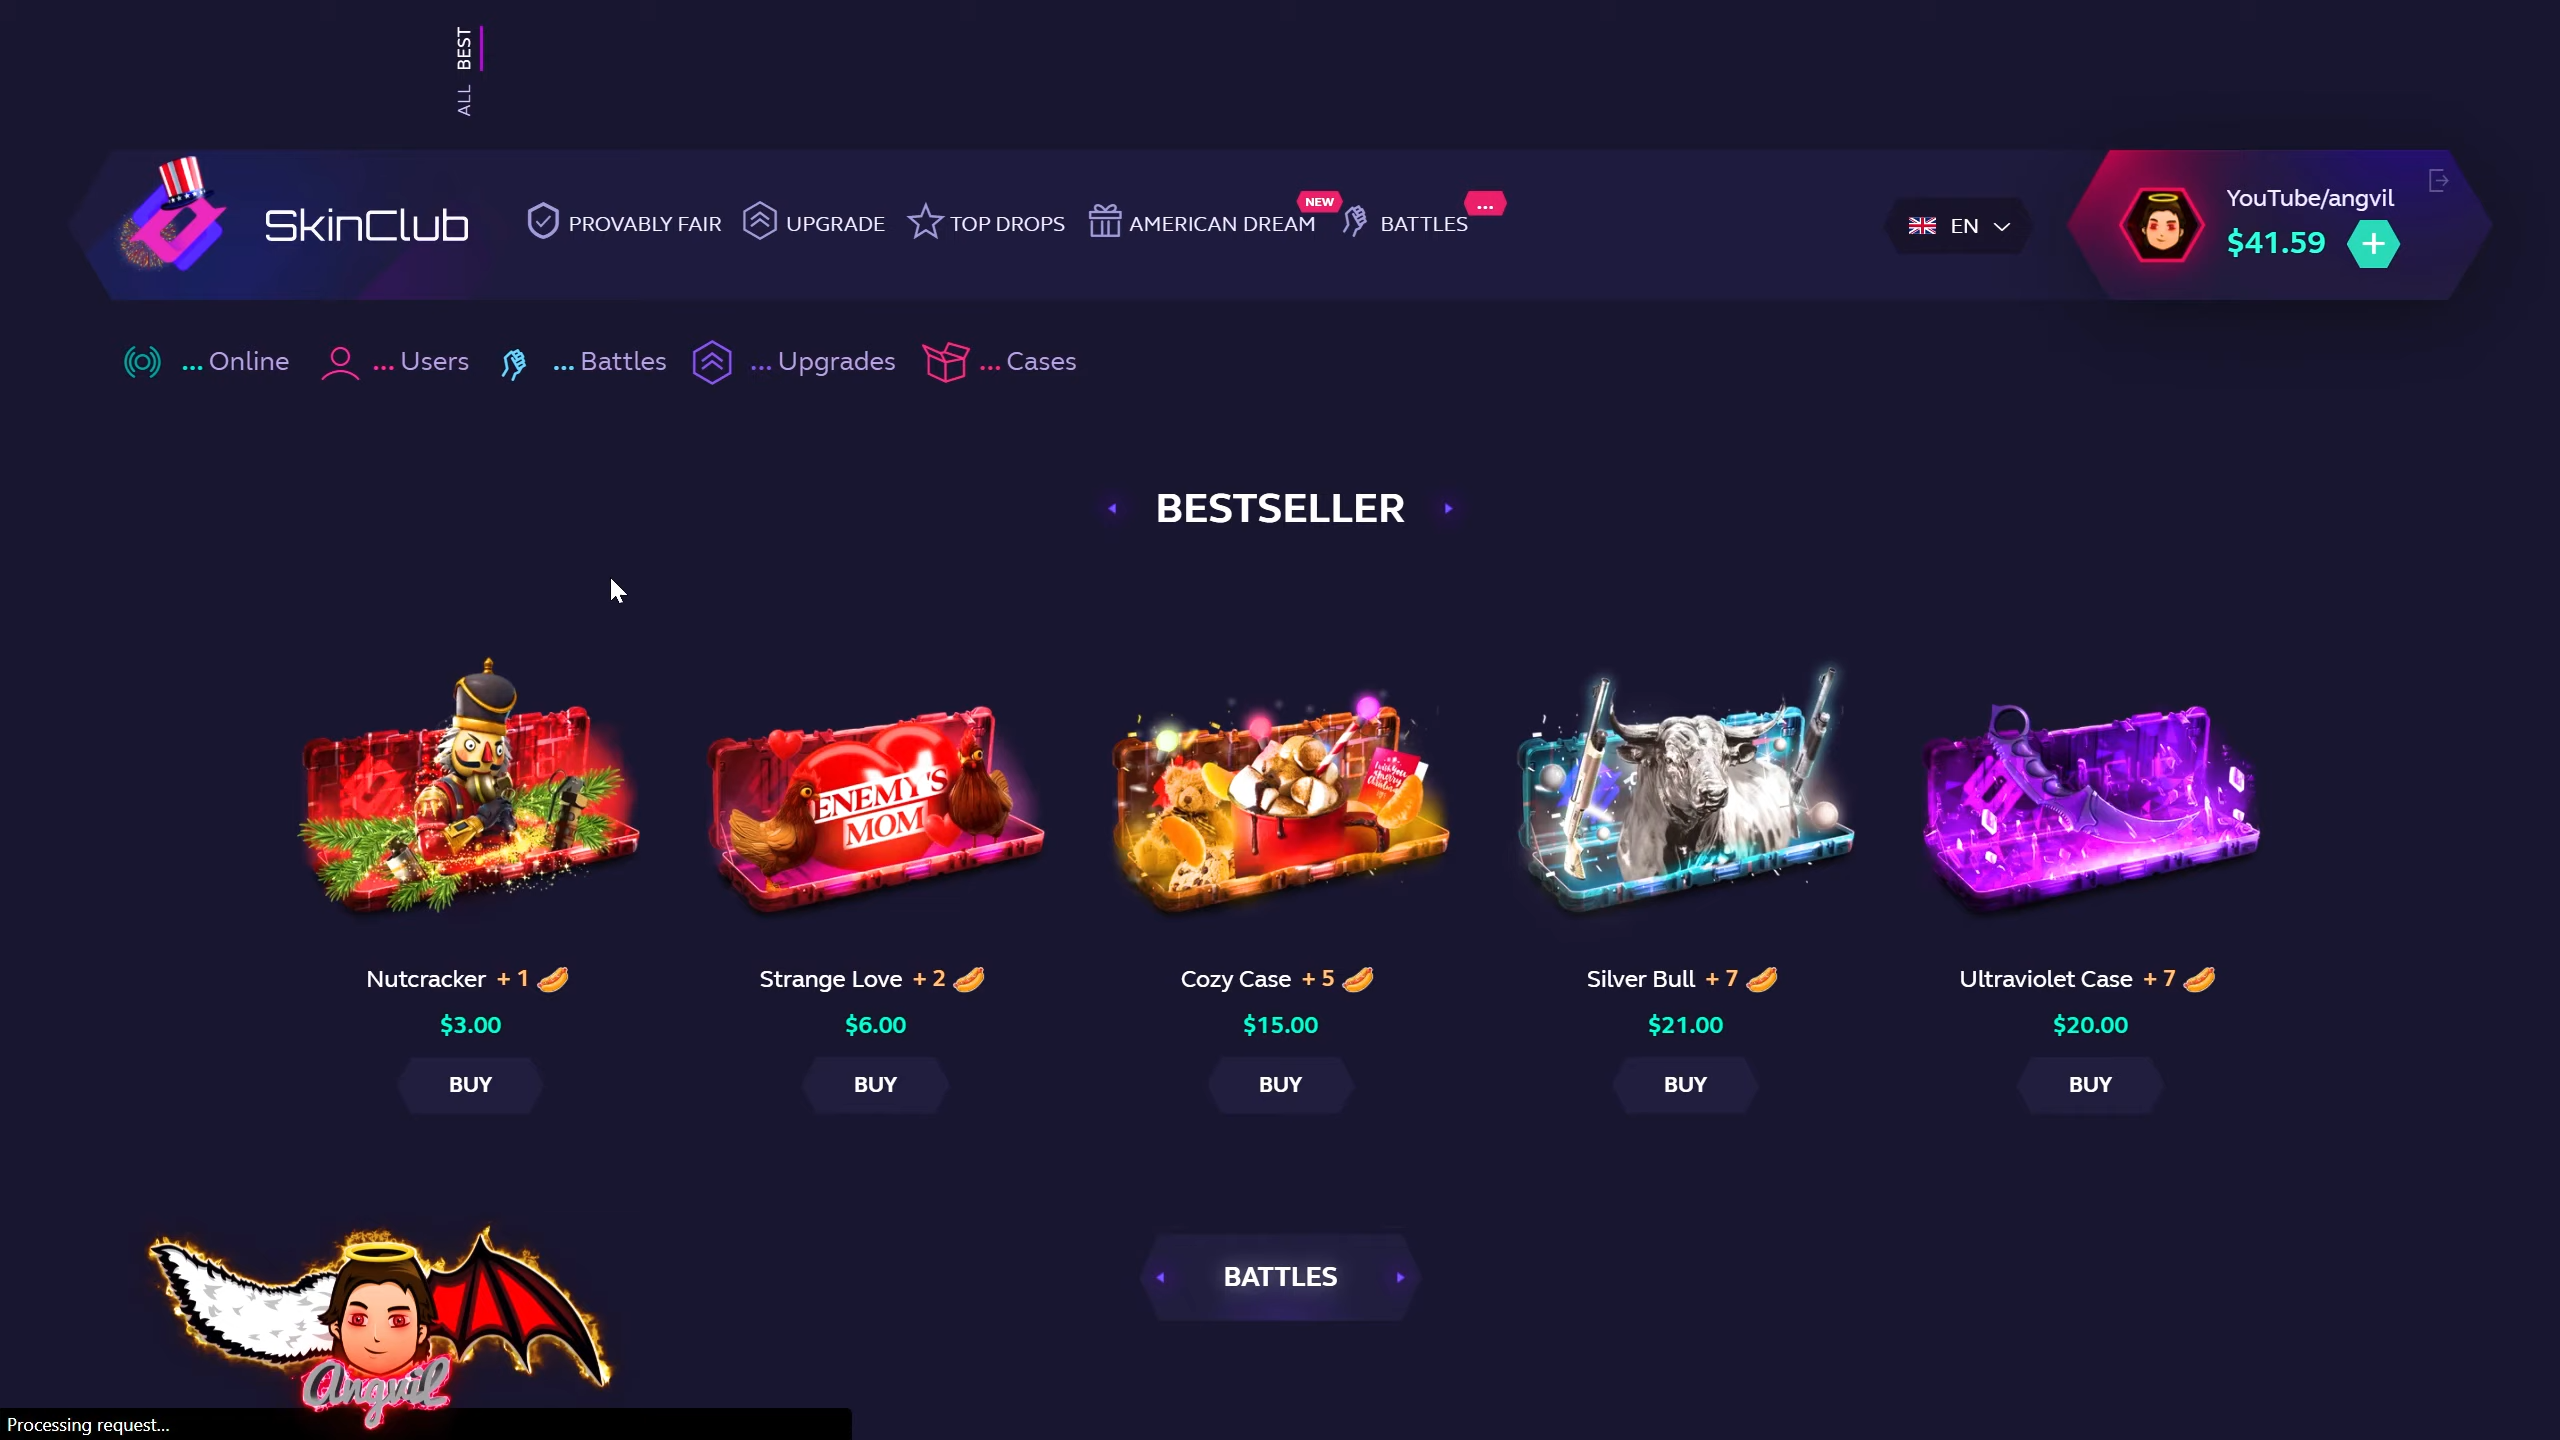 BEST
ALL
SkinClub
PROVABLY FAIR
UPGRADE
TOP DROPS
AMERICAN DREAM
NEW
BATTLES
...
EN
YouTube/angvil
$41.59
... Online
... Users
... Battles
... Upgrades
... Cases
BESTSELLER
ENEMY'S
MOM
Nutcracker + 1
$3.00
BUY
Strange Love + 2
$6.00
BUY
Cozy Case + 5
$15.00
BUY
Silver Bull + 7
$21.00
BUY
Ultraviolet Case + 7
$20.00
BUY
BATTLES
Angvil
Processing request...